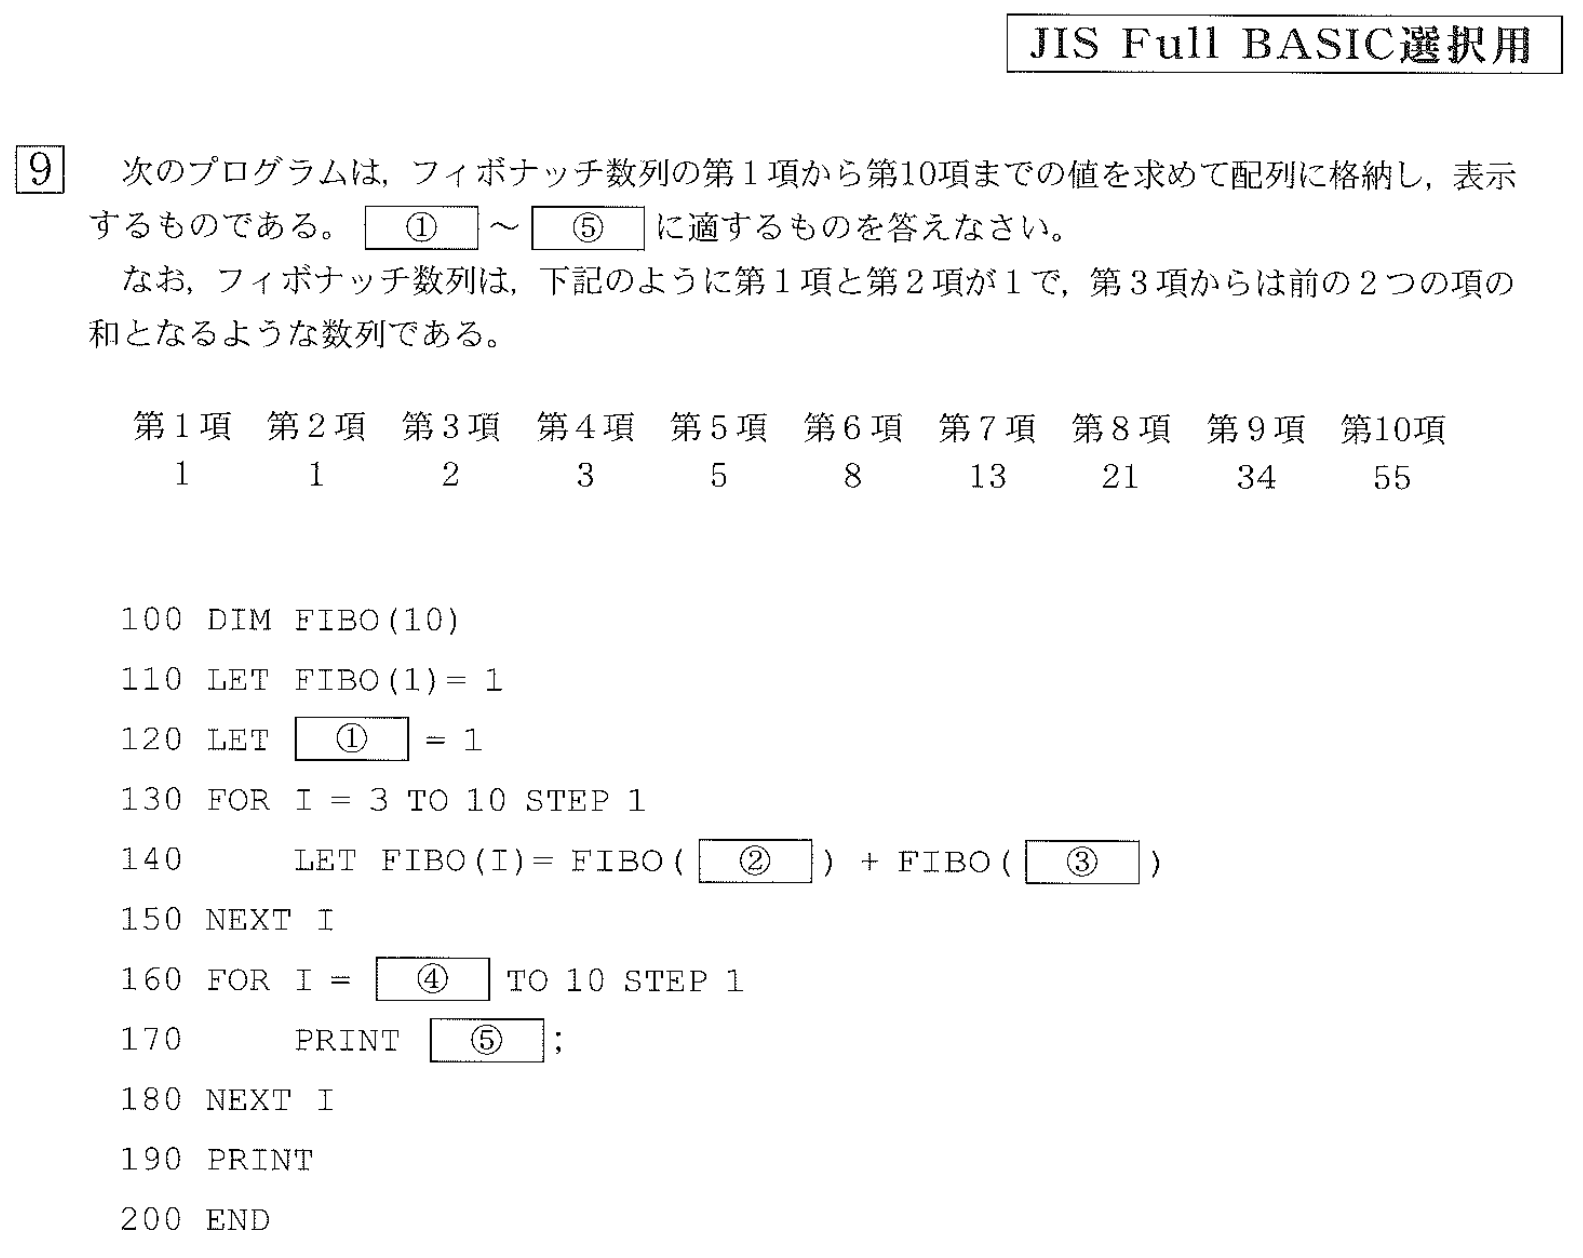 JIS Full BASIC選択用
9 次のプログラムは，フィボナッチ数列の第1項から第10項までの値を求めて配列に格納し，表示
するものである。 ① ～ ⑤ に適するものを答えなさい。
なお，フィボナッチ数列は，下記のように第1項と第2項が1で，第3項からは前の2つの項の
和となるような数列である。
第1項 第2項 第3項 第4項 第5項 第6項 第7項 第8項 第9項 第10項
1 1 2 3 5 8 13 21 34 55
100 DIM FIBO(10)
110 LET FIBO(1)= 1
120 LET ① = 1
130 FOR I = 3 TO 10 STEP 1
140 LET FIBO(I)= FIBO( ② ) + FIBO( ③ )
150 NEXT I
160 FOR I = ④ TO 10 STEP 1
170 PRINT ⑤ ;
180 NEXT I
190 PRINT
200 END